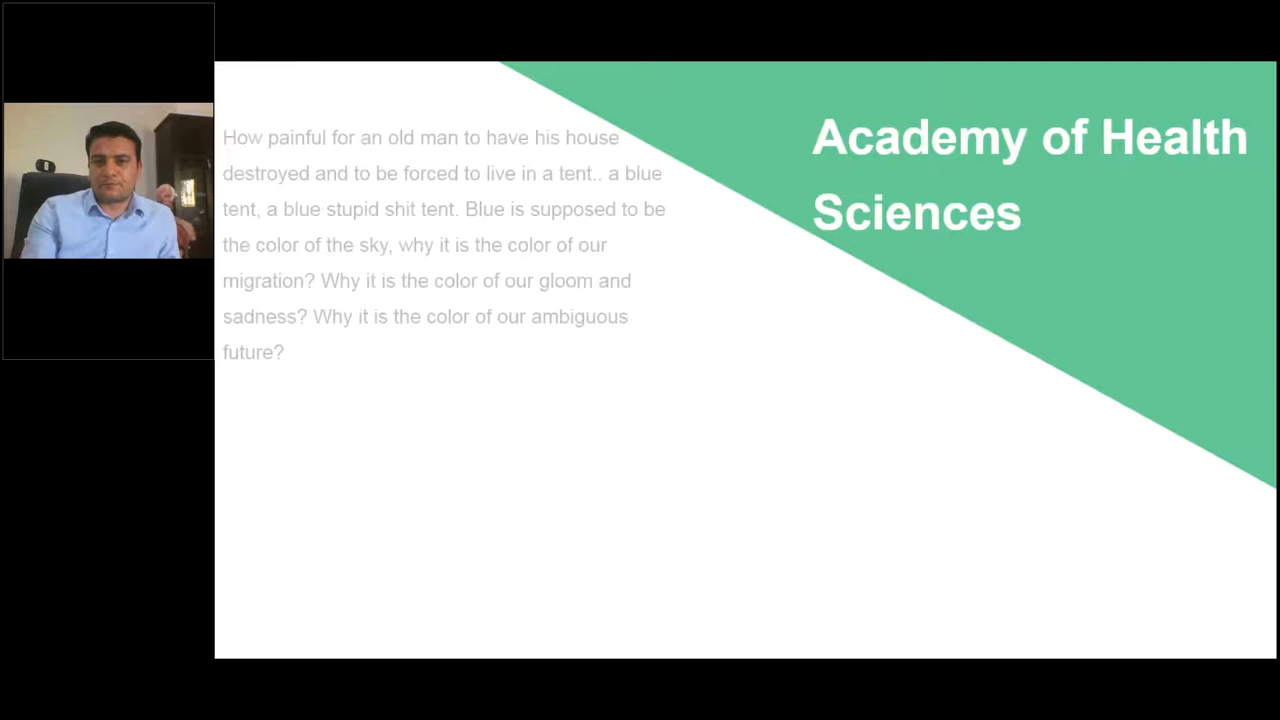 Academy of Health
Sciences
How painful for an old man to have his house
destroyed and to be forced to live in a tent.. a blue
tent, a blue stupid shit tent. Blue is supposed to be
the color of the sky, why it is the color of our
migration? Why it is the color of our gloom and
sadness? Why it is the color of our ambiguous
future?